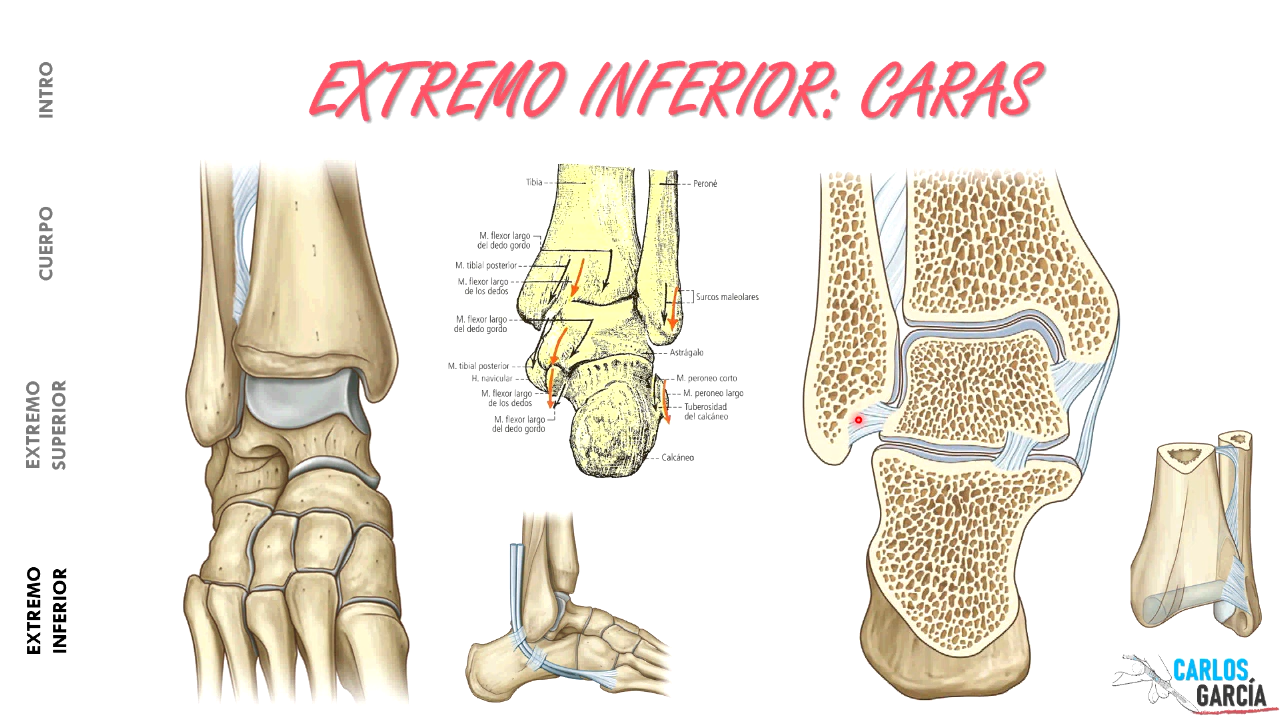 EXTREMO INFERIOR: CARAS
INTRO
CUERPO
EXTREMO
SUPERIOR
EXTREMO
INFERIOR
Tibia
Peroné
M. flexor largo
del dedo gordo
M. tibial posterior
M. flexor largo
de los dedos
Surcos maleolares
M. flexor largo
del dedo gordo
Astrágalo
M. tibial posterior
H. navicular
M. flexor largo
de los dedos
M. flexor largo
del dedo gordo
M. peroneo corto
M. peroneo largo
Tuberosidad
del calcáneo
Calcáneo
CARLOS
GARCÍA